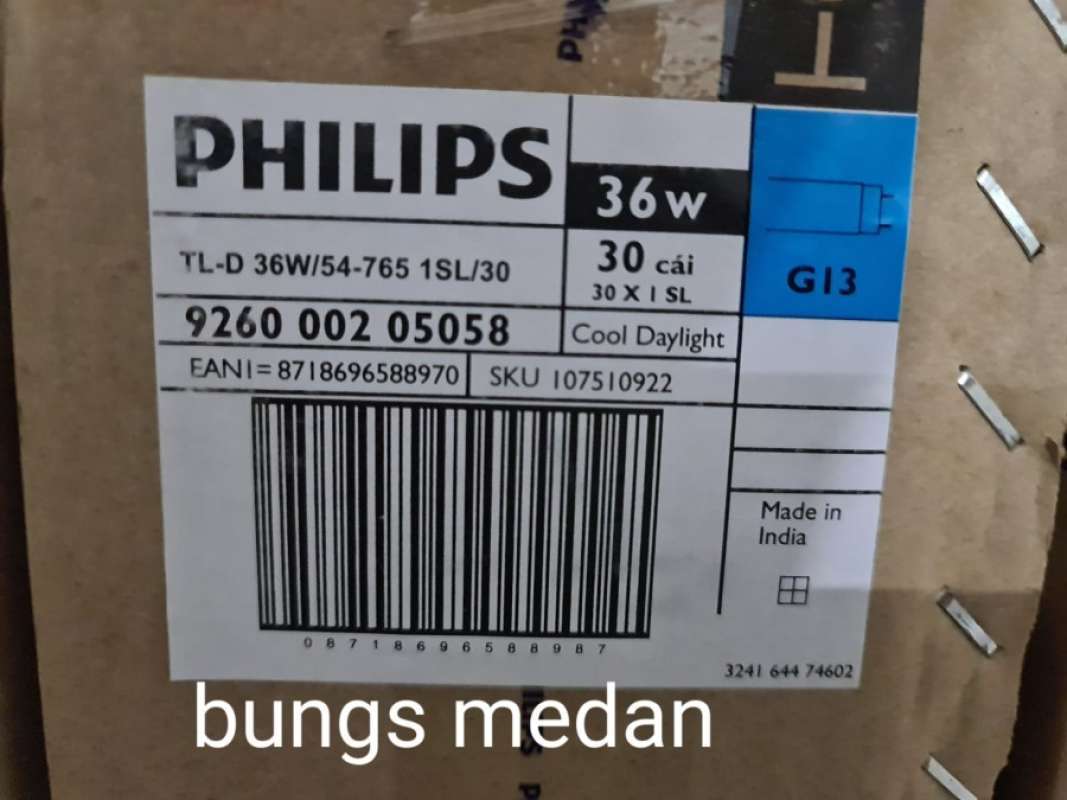 PH
H
PHILIPS
36 W
TL-D 36W/54-765 1SL/30
30 cái
30 X 1 SL
G13
9260 002 05058
Cool Daylight
EAN1= 8718696588970
SKU 107510922
Made in
India
0 8 7 1 8 6 9 6 5 8 8 9 8 7
3241 644 74602
bungs medan